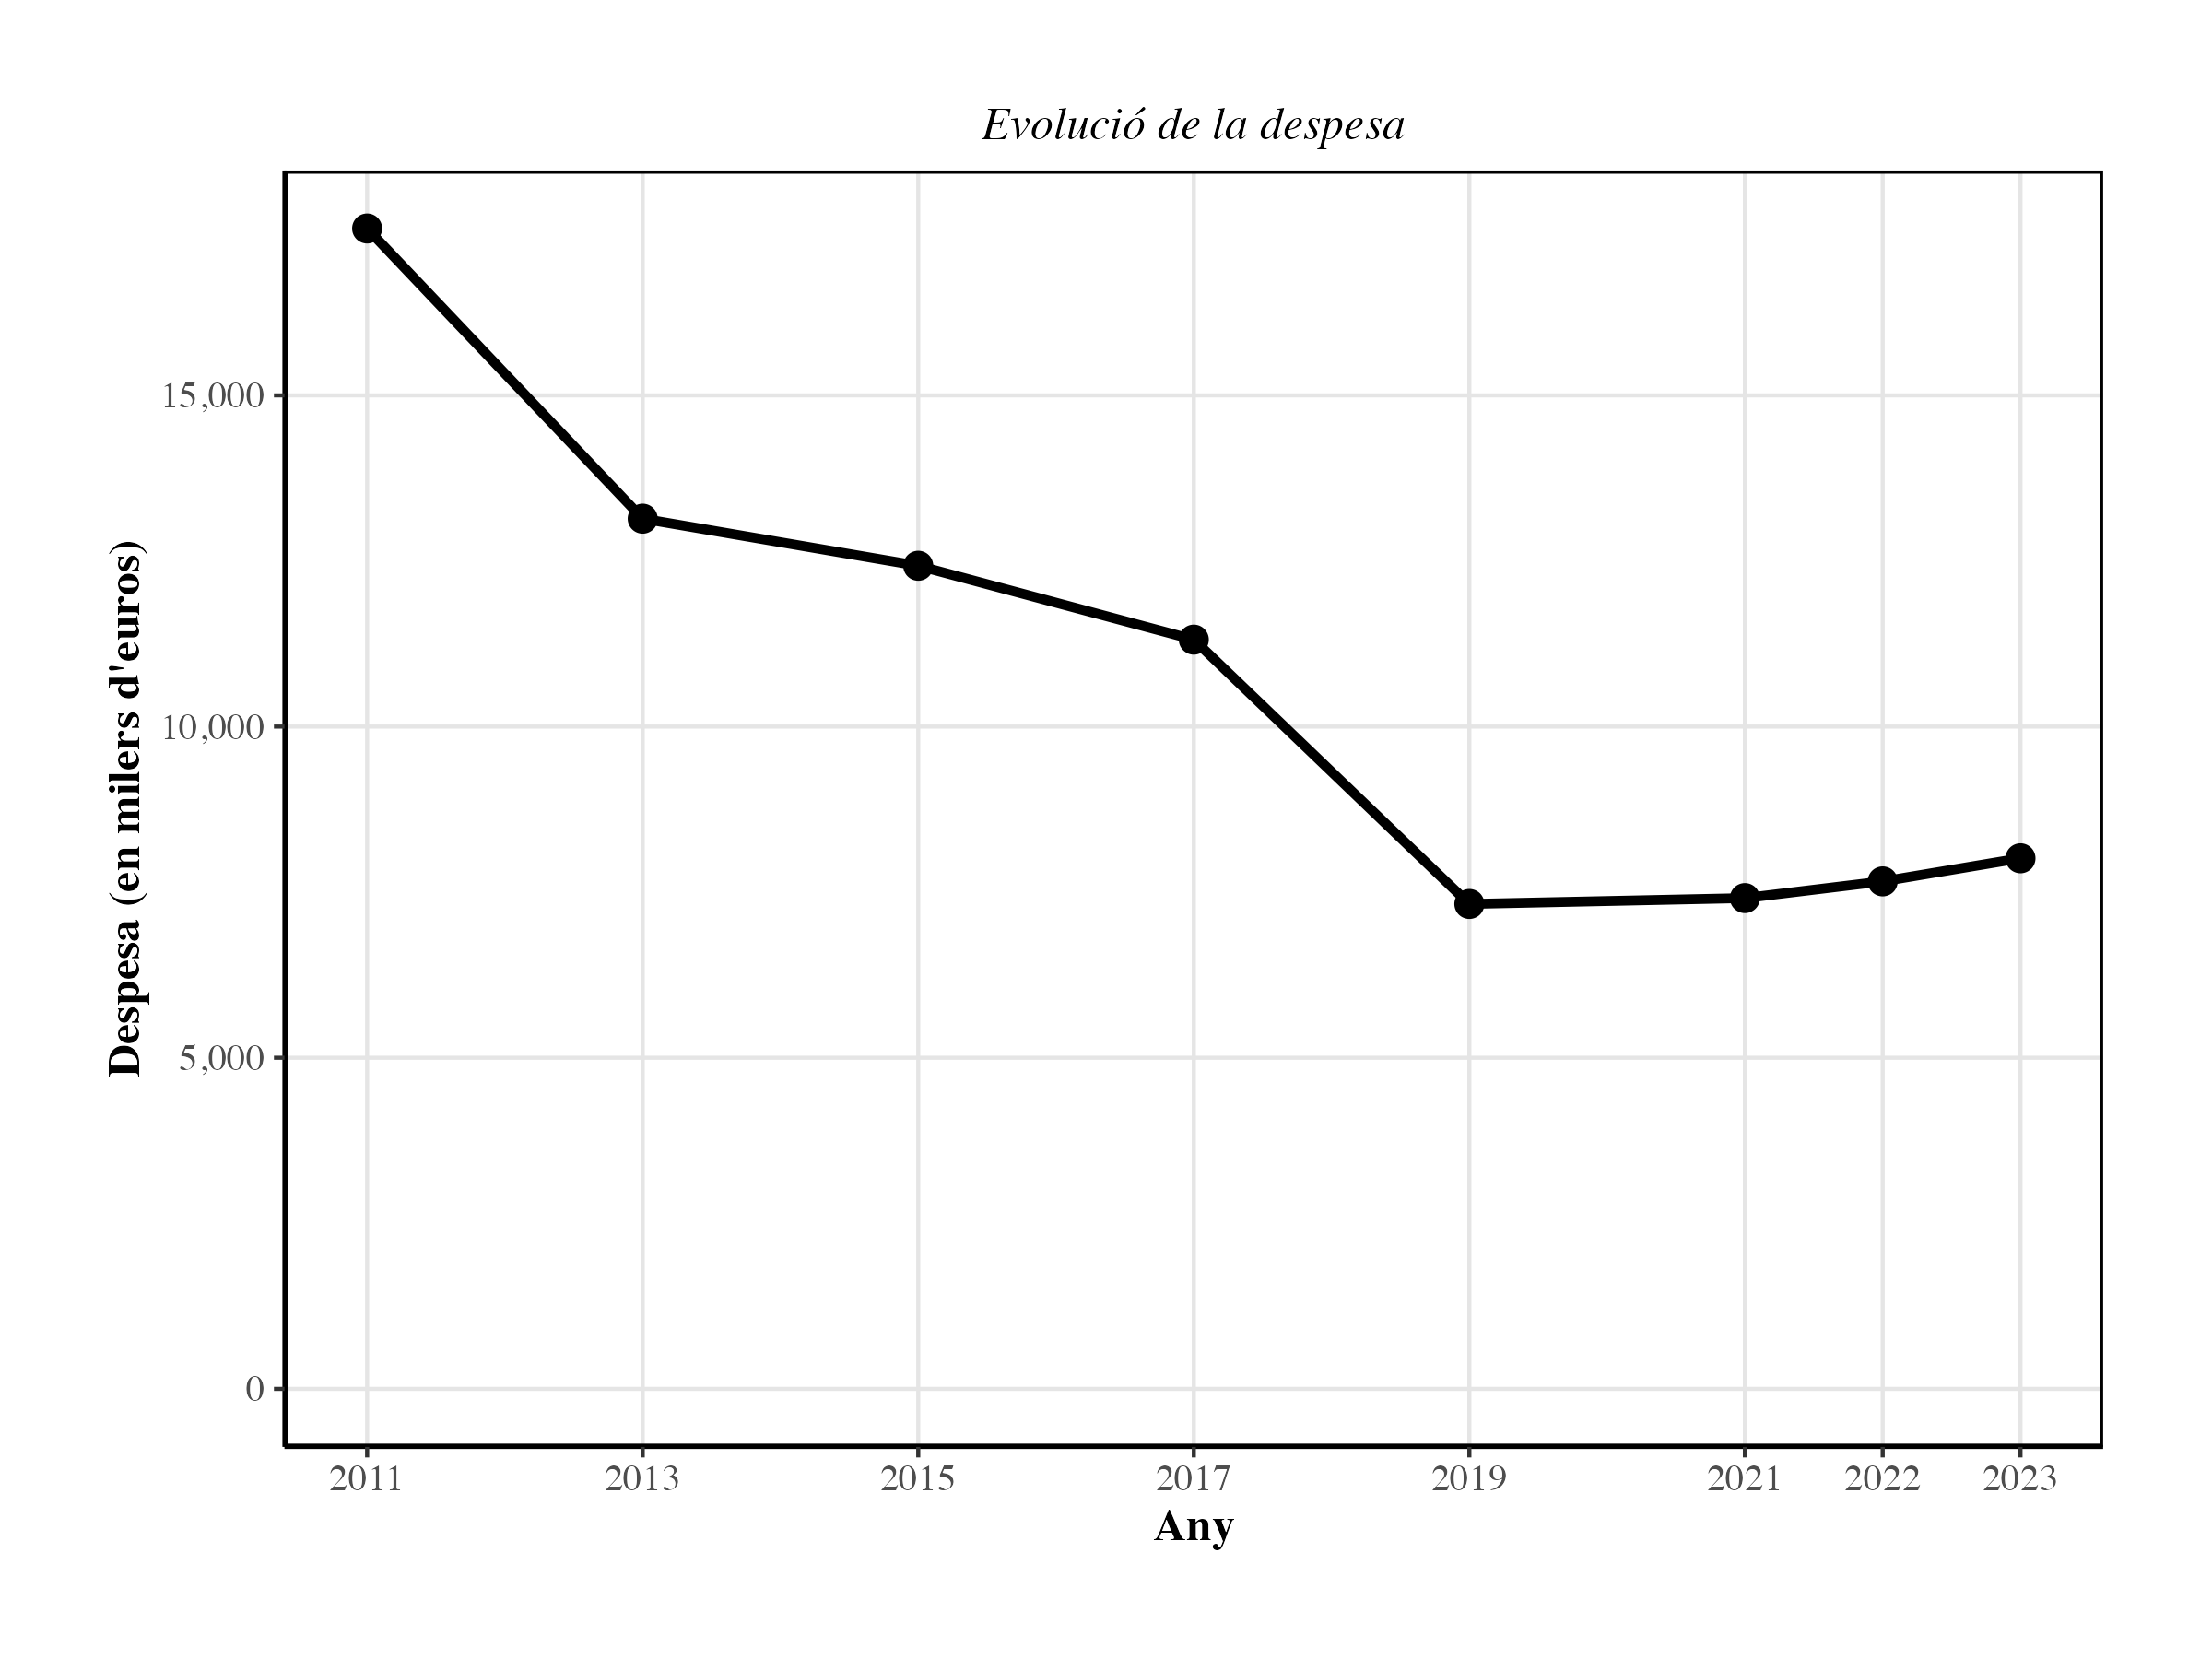 Evolució de la despesa
Despesa (en milers d'euros)
15,000
10,000
5,000
0
2011 2013 2015 2017 2019 2021 2022 2023
Any